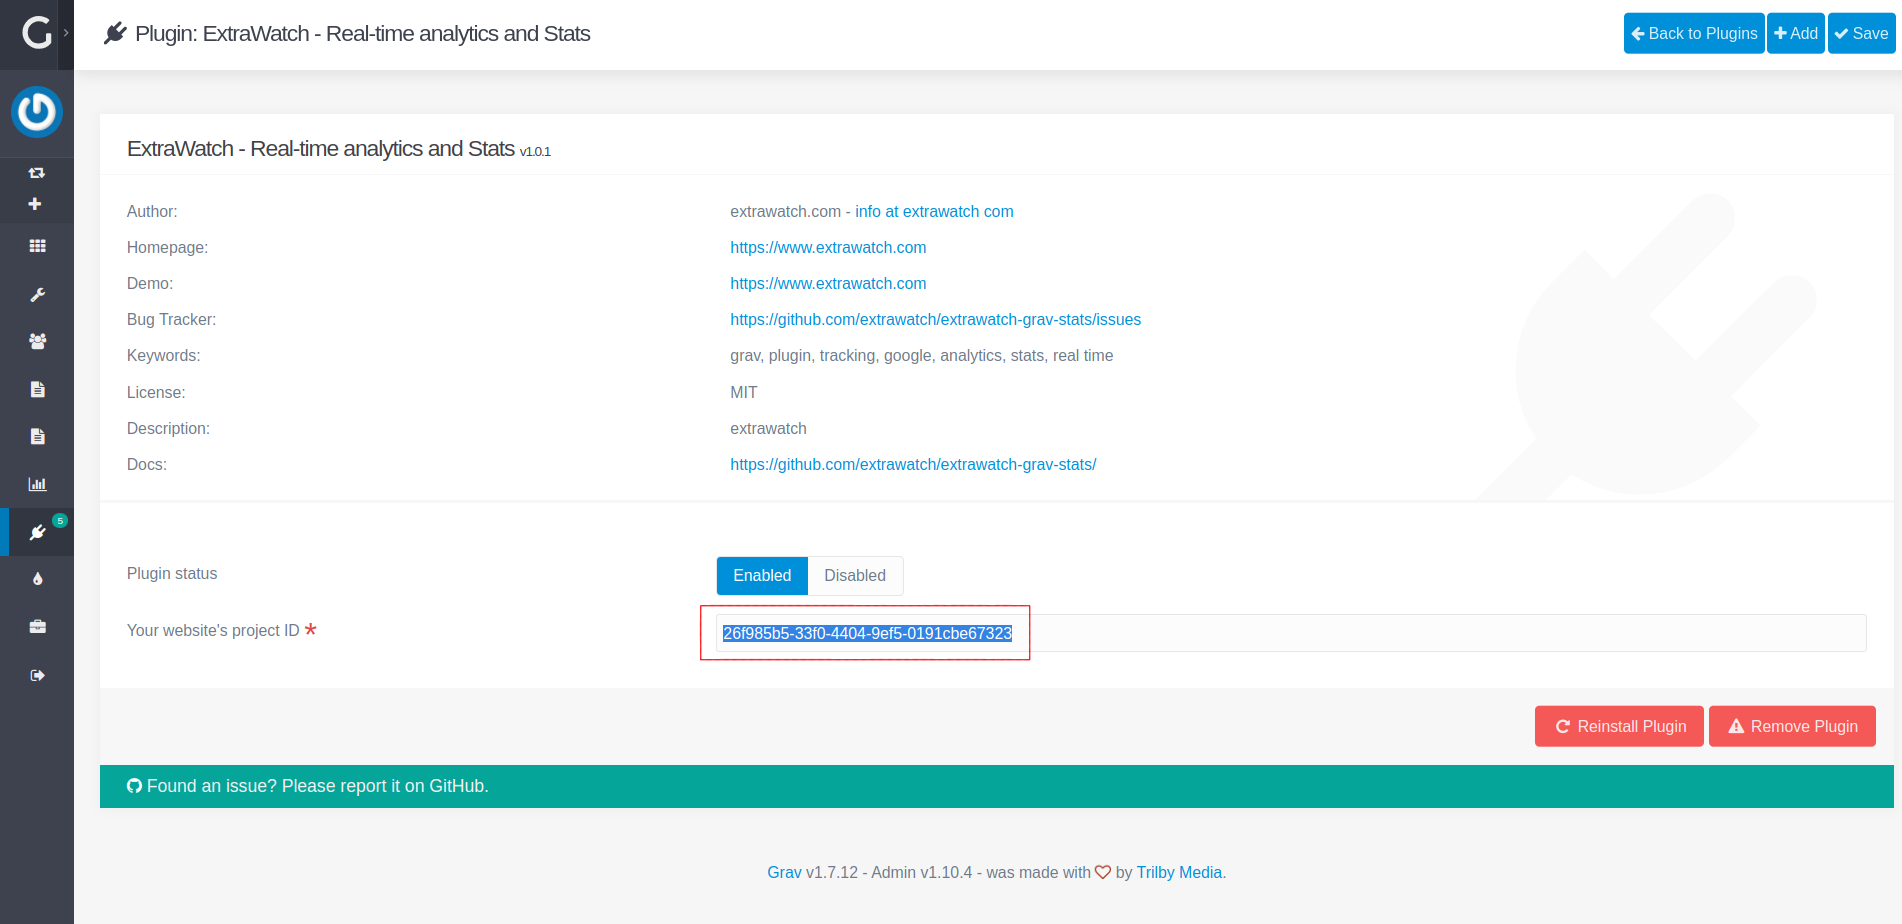 Plugin: ExtraWatch - Real-time analytics and Stats
Back to Plugins
Add
Save
ExtraWatch - Real-time analytics and Stats v1.0.1
Author: extrawatch.com - info at extrawatch com
Homepage: https://www.extrawatch.com
Demo: https://www.extrawatch.com
Bug Tracker: https://github.com/extrawatch/extrawatch-grav-stats/issues
Keywords: grav, plugin, tracking, google, analytics, stats, real time
License: MIT
Description: extrawatch
Docs: https://github.com/extrawatch/extrawatch-grav-stats/
5
Plugin status Enabled Disabled
Your website's project ID * 26f985b5-33f0-4404-9ef5-0191cbe67323
Reinstall Plugin
Remove Plugin
Found an issue? Please report it on GitHub.
Grav v1.7.12 - Admin v1.10.4 - was made with by Trilby Media.